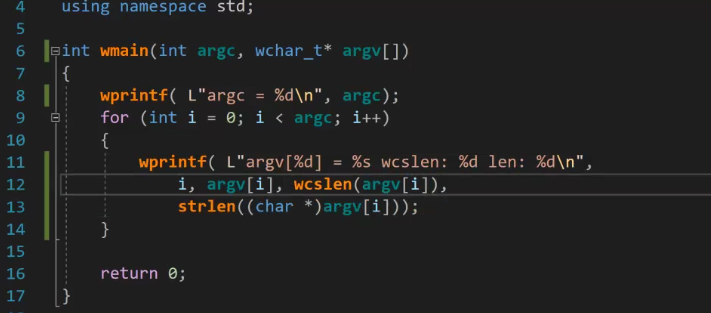 4 using namespace std;
5
6 int wmain(int argc, wchar_t* argv[])
7 {
8 wprintf( L"argc = %d\n", argc);
9 for (int i = 0; i < argc; i++)
10 {
11 wprintf( L"argv[%d] = %s wcslen: %d len: %d\n",
12 i, argv[i], wcslen(argv[i]),
13 strlen((char *)argv[i]));
14 }
15
16 return 0;
17 }